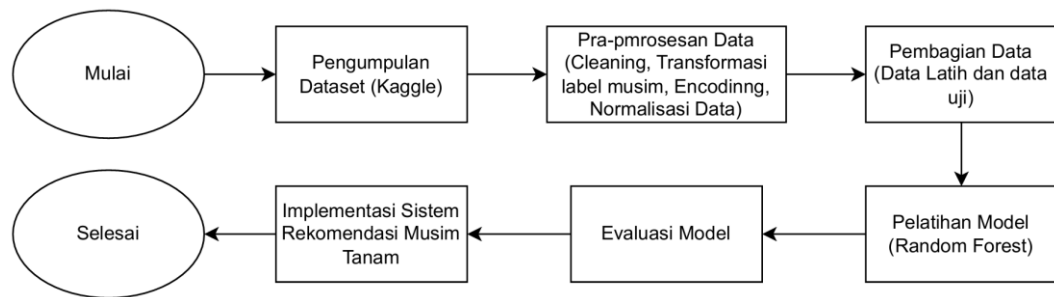 Mulai
Pengumpulan
Dataset (Kaggle)
Pra-pmrosesan Data
(Cleaning, Transformasi
label musim, Encodinng,
Normalisasi Data)
Pembagian Data
(Data Latih dan data
uji)
Pelatihan Model
(Random Forest)
Evaluasi Model
Implementasi Sistem
Rekomendasi Musim
Tanam
Selesai